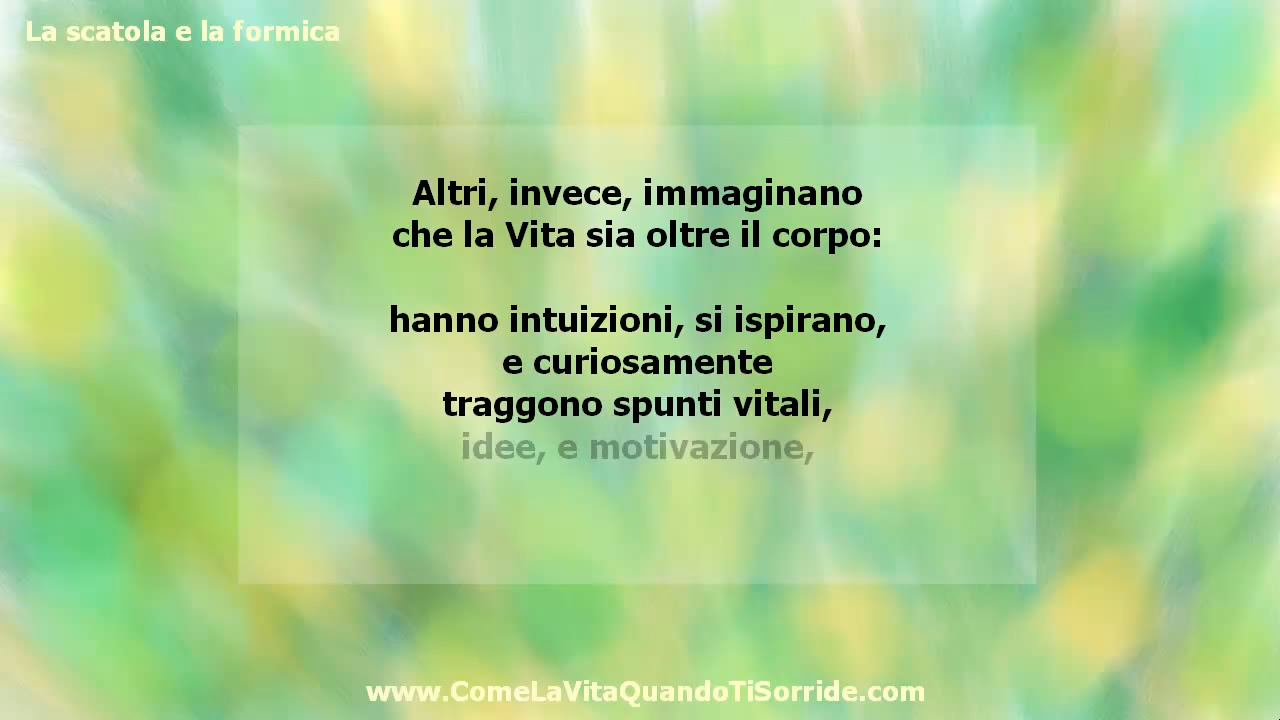 La scatola e la formica
Altri, invece, immaginano
che la Vita sia oltre il corpo:
hanno intuizioni, si ispirano,
e curiosamente
traggono spunti vitali,
idee, e motivazione,
www.ComeLaVitaQuandoTiSorride.com